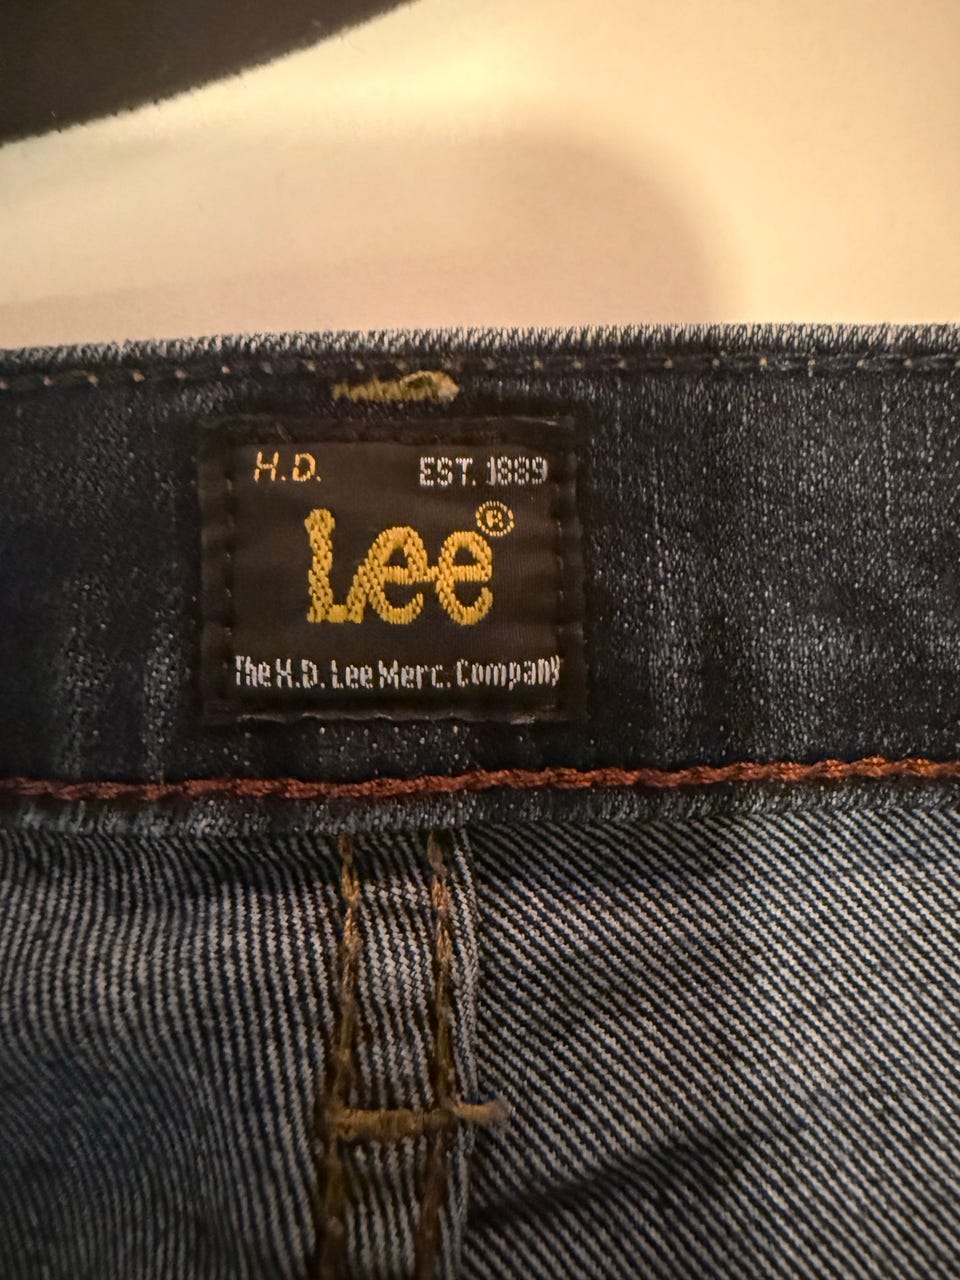 H.D. EST. 1889
Lee®
The H.D. Lee Merc. Company